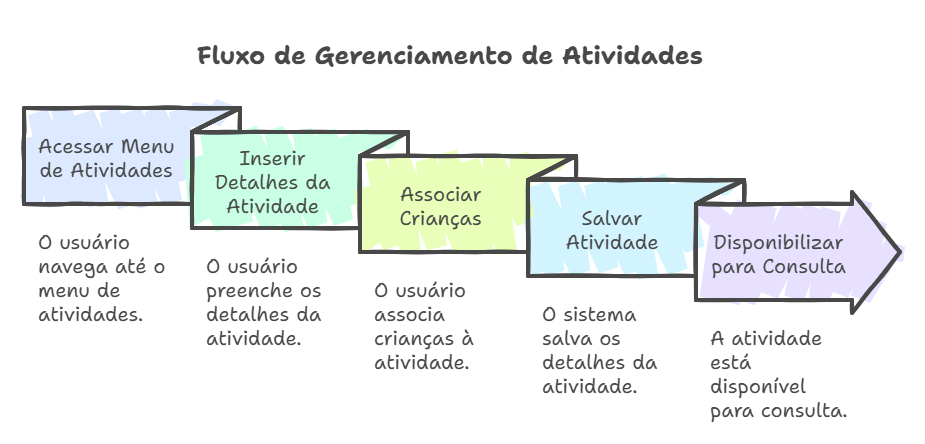 Fluxo de Gerenciamento de Atividades
Acessar Menu
de Atividades
O usuário
navega até o
menu de
atividades.
Inserir
Detalhes da
Atividade
O usuário
preenche os
detalhes da
atividade.
Associar
Crianças
O usuário
associa
crianças à
atividade.
Salvar
Atividade
O sistema
salva os
detalhes da
atividade.
Disponibilizar
para Consulta
A atividade
está
disponível
para consulta.